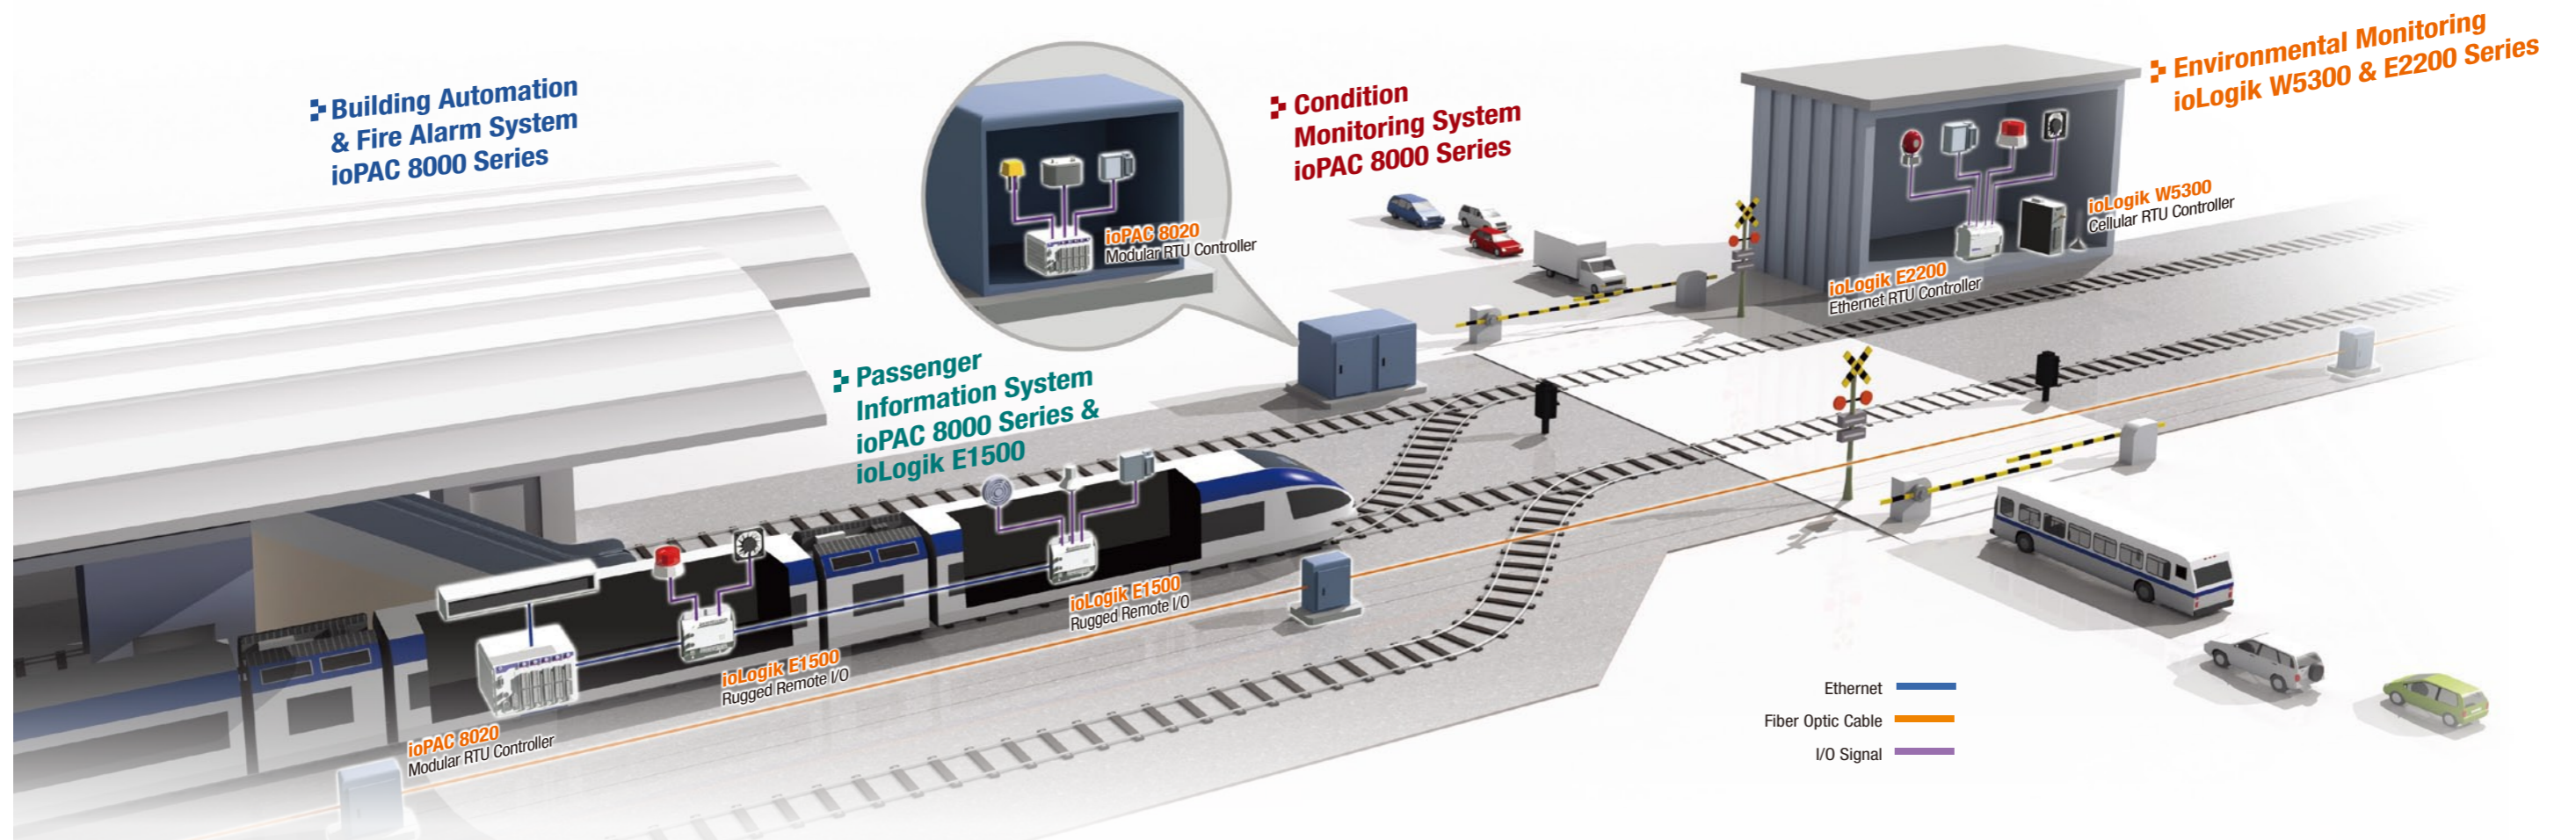 Building Automation
& Fire Alarm System
ioPAC 8000 Series
Condition
Monitoring System
ioPAC 8000 Series
Environmental Monitoring
ioLogik W5300 & E2200 Series
ioPAC 8020
Modular RTU Controller
ioLogik W5300
Cellular RTU Controller
ioLogik E2200
Ethernet RTU Controller
Passenger
Information System
ioPAC 8000 Series &
ioLogik E1500
ioLogik E1500
Rugged Remote I/O
ioLogik E1500
Rugged Remote I/O
ioPAC 8020
Modular RTU Controller
Ethernet
Fiber Optic Cable
I/O Signal